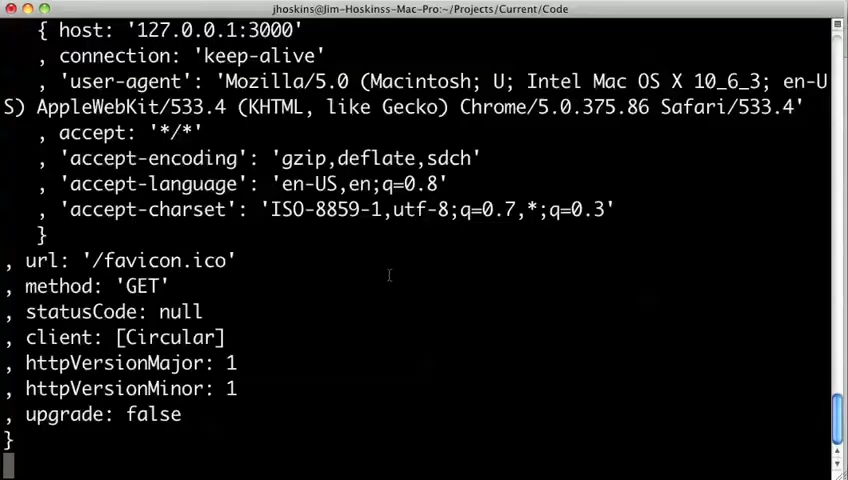 jhoskins@Jim-Hoskinss-Mac-Pro:~/Projects/Current/Code
{ host: '127.0.0.1:3000'
, connection: 'keep-alive'
, 'user-agent': 'Mozilla/5.0 (Macintosh; U; Intel Mac OS X 10_6_3; en-U
S) AppleWebKit/533.4 (KHTML, like Gecko) Chrome/5.0.375.86 Safari/533.4'
, accept: '*/*'
, 'accept-encoding': 'gzip,deflate,sdch'
, 'accept-language': 'en-US,en;q=0.8'
, 'accept-charset': 'ISO-8859-1,utf-8;q=0.7,*;q=0.3'
}
, url: '/favicon.ico'
, method: 'GET'
, statusCode: null
, client: [Circular]
, httpVersionMajor: 1
, httpVersionMinor: 1
, upgrade: false
}